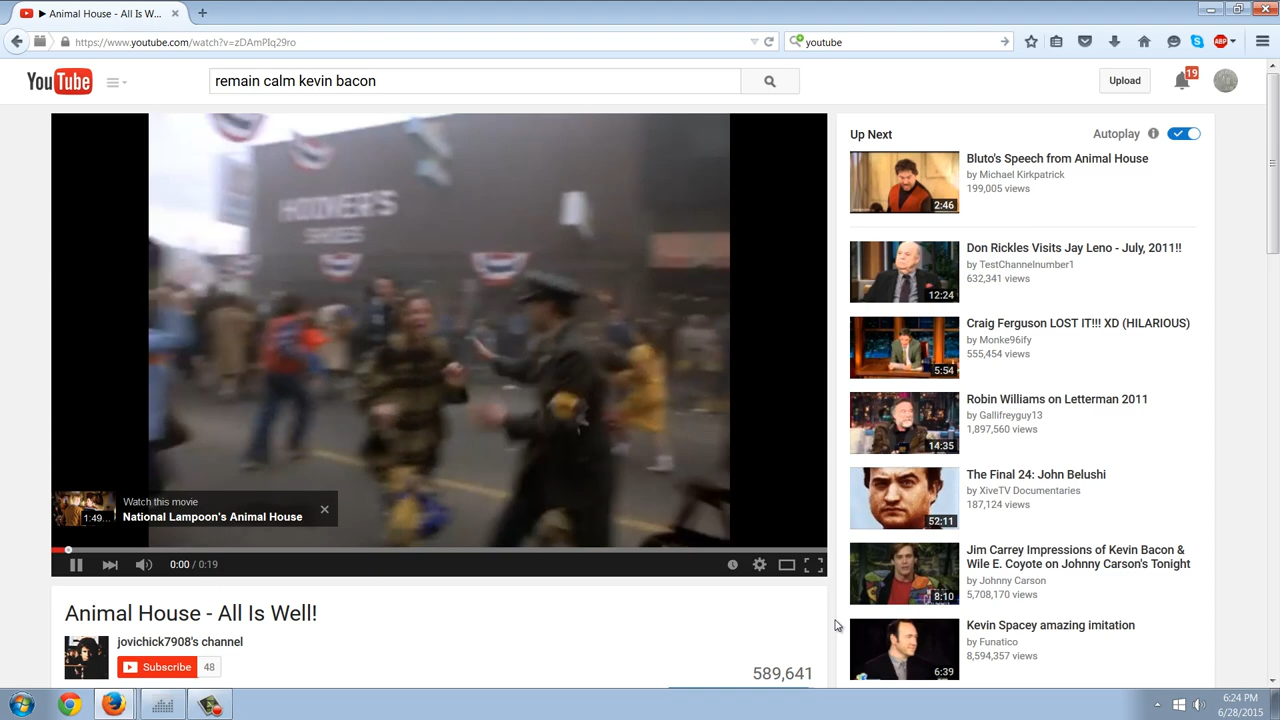 Animal House - All Is W...
https://www.youtube.com/watch?v=zDAmPIq29ro
youtube
ABP
You Tube
remain calm kevin bacon
Upload
19
HOOVER'S
Watch this movie
National Lampoon's Animal House
1:49...
0:00 / 0:19
Animal House - All Is Well!
jovichick7908's channel
Subscribe 48
589,641
Up Next
Autoplay
Bluto's Speech from Animal House
by Michael Kirkpatrick
199,005 views
2:46
Don Rickles Visits Jay Leno - July, 2011!!
by TestChannelnumber1
632,341 views
12:24
Craig Ferguson LOST IT!!! XD (HILARIOUS)
by Monke96ify
555,454 views
5:54
Robin Williams on Letterman 2011
by Gallifreyguy13
1,897,560 views
14:35
The Final 24: John Belushi
by XiveTV Documentaries
187,124 views
52:11
Jim Carrey Impressions of Kevin Bacon &
Wile E. Coyote on Johnny Carson's Tonight
by Johnny Carson
5,708,170 views
8:10
Kevin Spacey amazing imitation
by Funatico
8,594,357 views
6:39
6:24 PM
6/28/2015